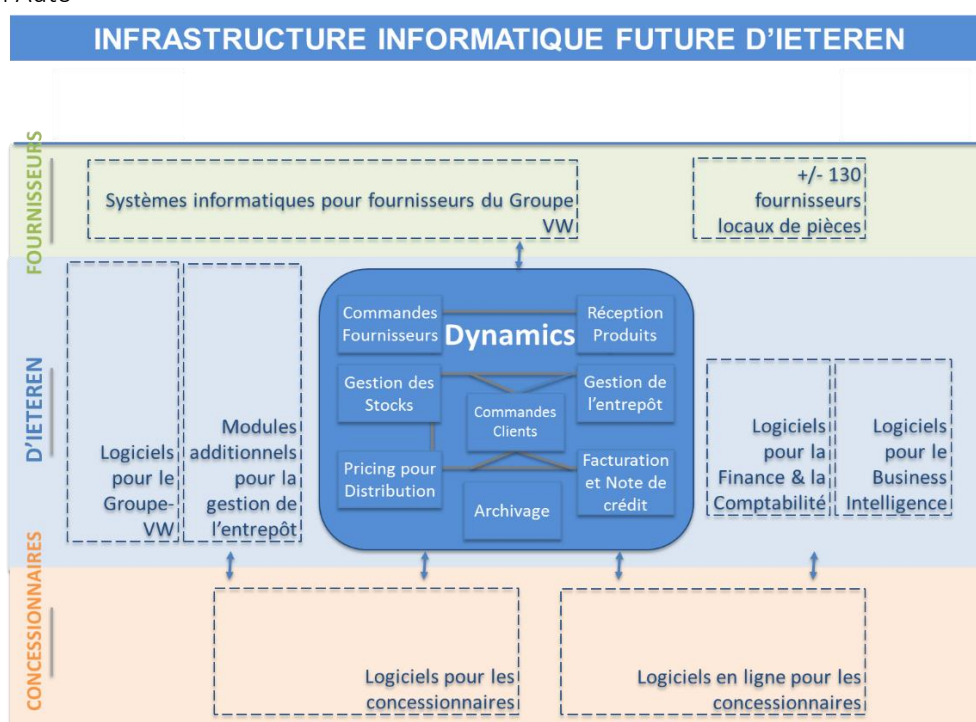 INFRASTRUCTURE INFORMATIQUE FUTURE D'IETEREN
FOURNISSEURS
Systèmes informatiques pour fournisseurs du Groupe
VW
+/- 130
fournisseurs
locaux de pièces
D'IETEREN
Logiciels
pour le
Groupe-
VW
Modules
additionnels
pour la
gestion de
l'entrepôt
Dynamics
Commandes
Fournisseurs
Réception
Produits
Gestion des
Stocks
Commandes
Clients
Gestion de
l'entrepôt
Pricing pour
Distribution
Archivage
Facturation
et Note de
crédit
Logiciels
pour la
Finance & la
Comptabilité
Logiciels
pour le
Business
Intelligence
CONCESSIONNAIRES
Logiciels pour les
concessionnaires
Logiciels en ligne pour les
concessionnaires